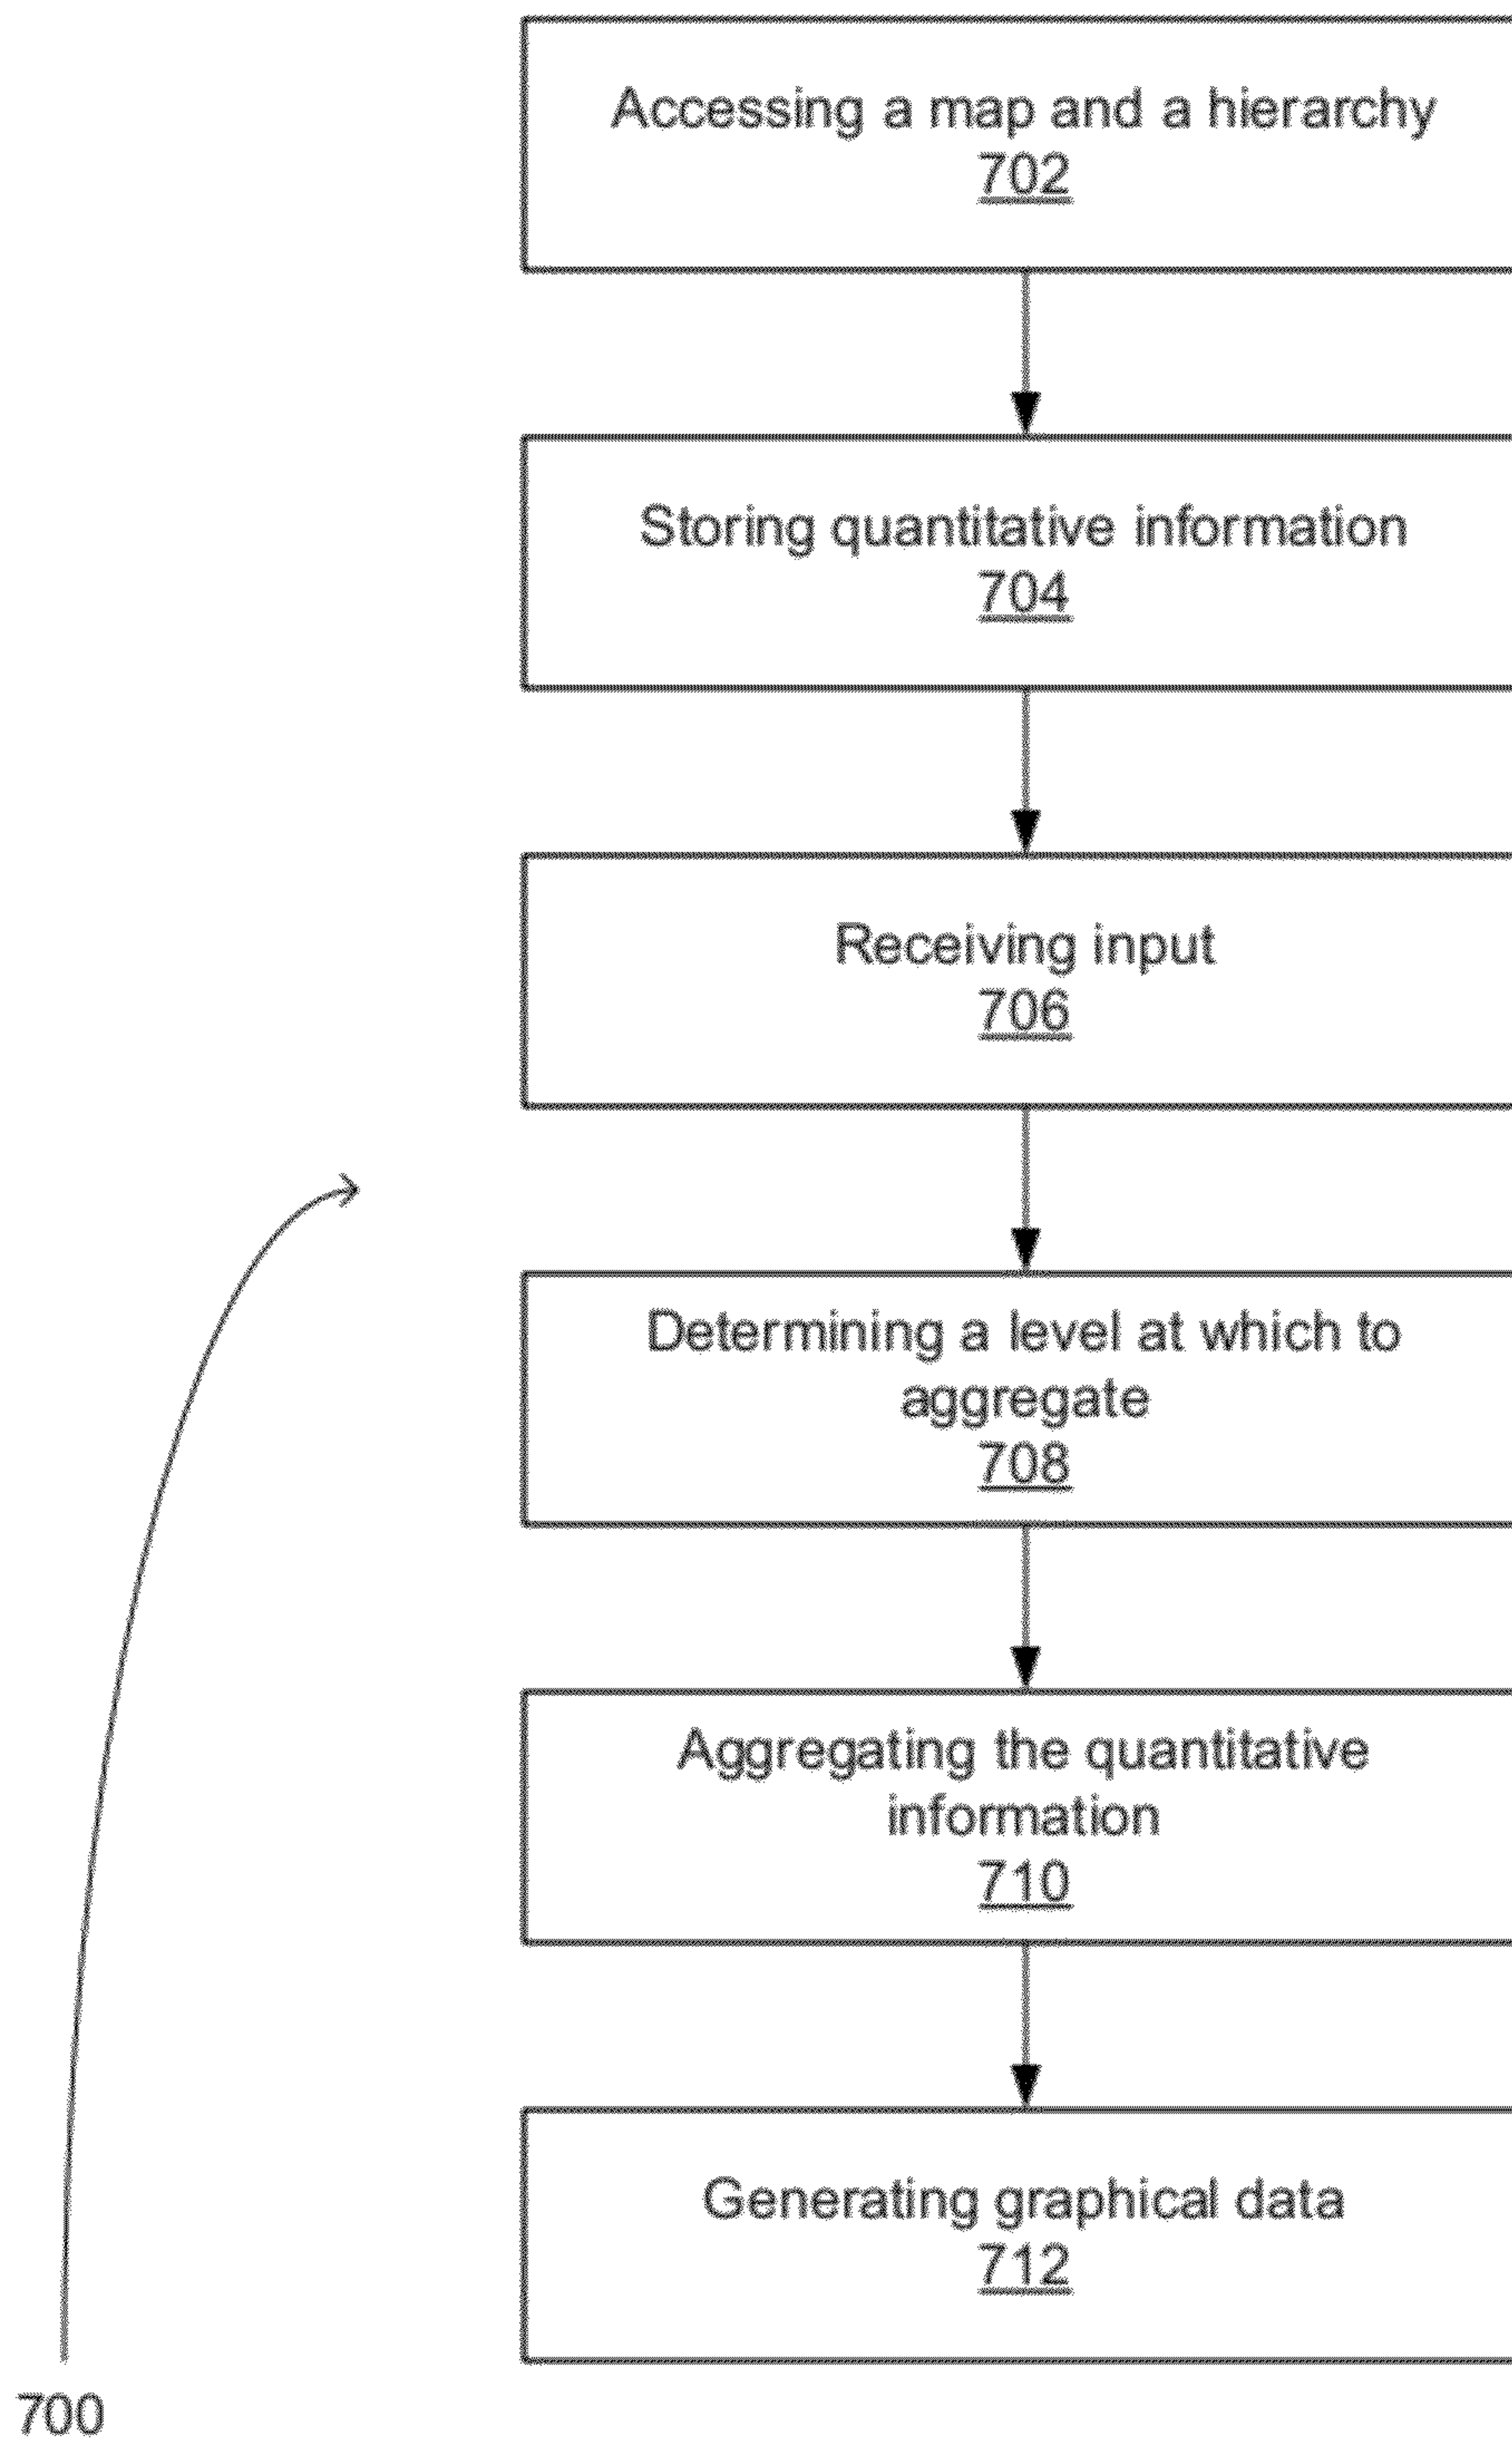 Accessing a map and a hierarchy
702
Storing quantitative information
704
Receiving input
706
Determining a level at which to
aggregate
708
Aggregating the quantitative
information
710
Generating graphical data
712
700